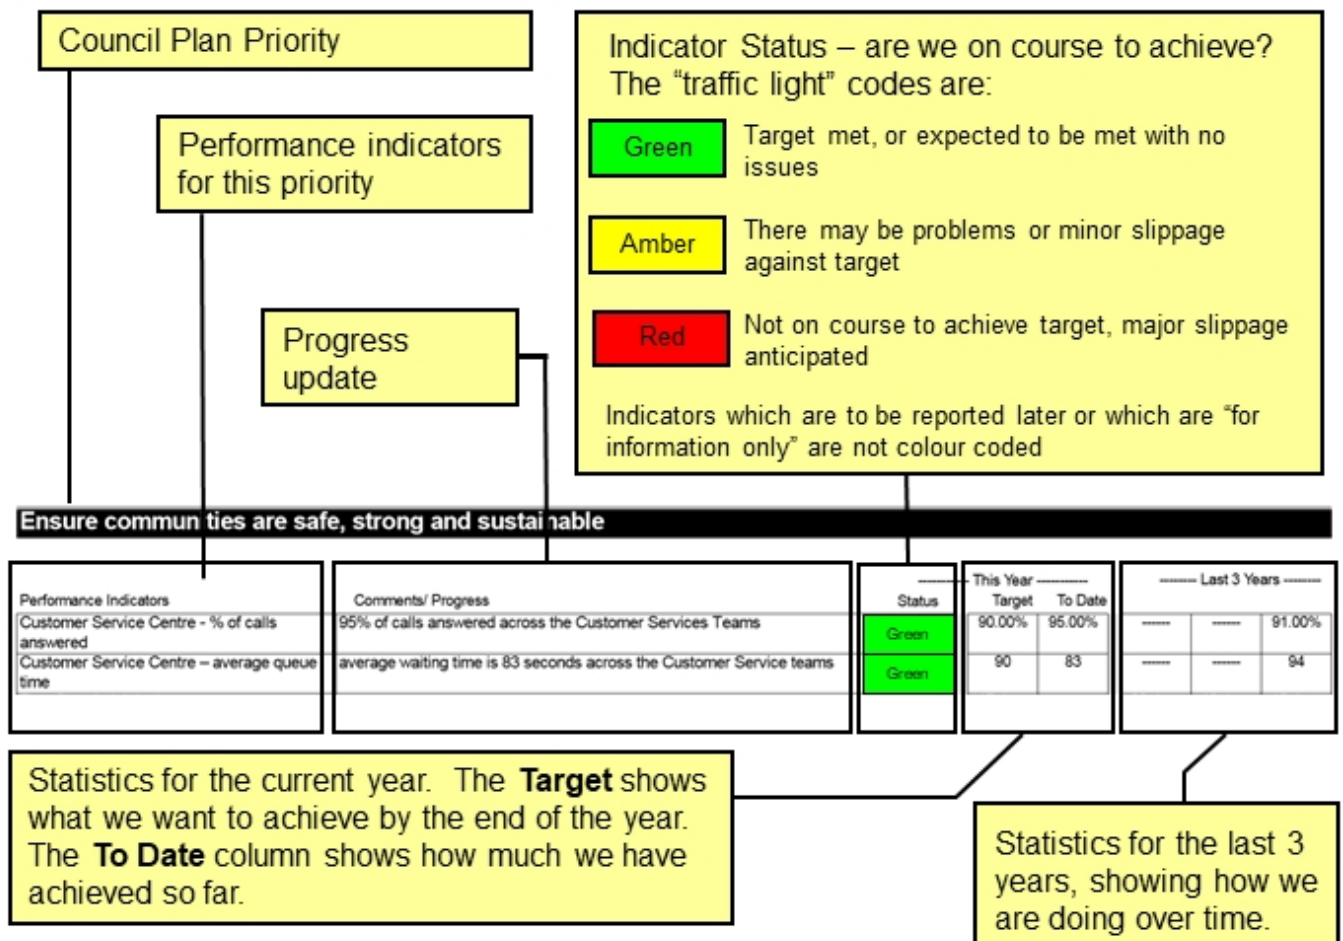 Council Plan Priority
Performance indicators
for this priority
Progress
update
Indicator Status – are we on course to achieve?
The “traffic light” codes are:
Green
Target met, or expected to be met with no
issues
Amber
There may be problems or minor slippage
against target
Red
Not on course to achieve target, major slippage
anticipated
Indicators which are to be reported later or which are “for
information only” are not colour coded
Ensure communities are safe, strong and sustainable
---------- This Year ------------ -------- Last 3 Years --------
Performance Indicators Comments/ Progress Status Target To Date
Customer Service Centre - % of calls
answered
95% of calls answered across the Customer Services Teams
Green
90.00% 95.00% ------ ------ 91.00%
Customer Service Centre – average queue
time
average waiting time is 83 seconds across the Customer Service teams
Green
90 83 ------ ------ 94
Statistics for the current year. The Target shows
what we want to achieve by the end of the year.
The To Date column shows how much we have
achieved so far.
Statistics for the last 3
years, showing how we
are doing over time.